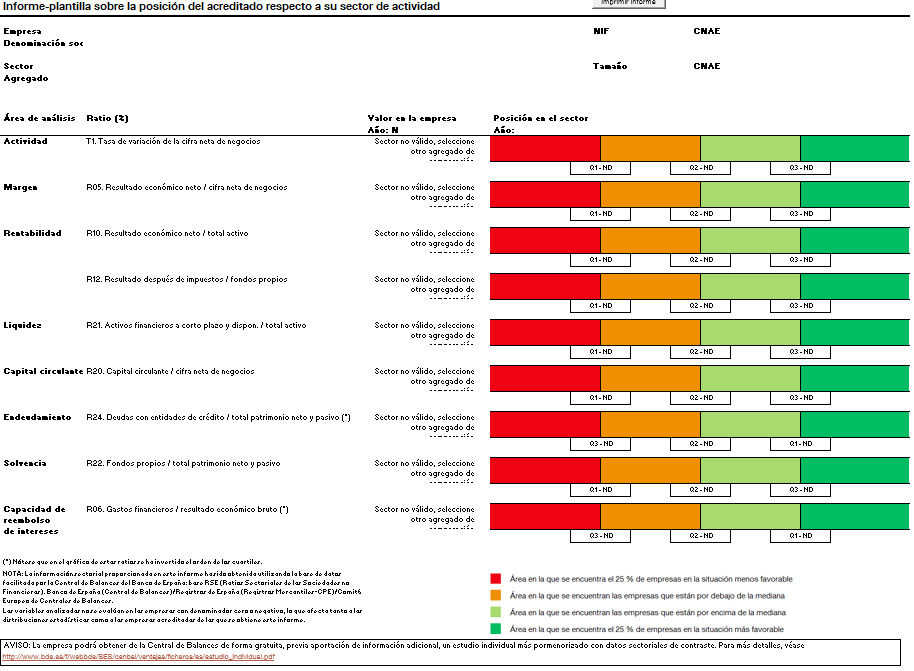 Informe-plantilla sobre la posición del acreditado respecto a su sector de actividad
Imprimir informe
Empresa NIF CNAE
Denominación soc
Sector Tamaño CNAE
Agregado
Área de análisis Ratio (%) Valor en la empresa Posición en el sector
Año: N Año:
Actividad T1. Tasa de variación de la cifra neta de negocios Sector no válido, seleccione
otro agregado de
Q1 - ND Q2 - ND Q3 - ND
Margen R05. Resultado económico neto / cifra neta de negocios Sector no válido, seleccione
otro agregado de
Q1 - ND Q2 - ND Q3 - ND
Rentabilidad R10. Resultado económico neto / total activo Sector no válido, seleccione
otro agregado de
Q1 - ND Q2 - ND Q3 - ND
R12. Resultado después de impuestos / fondos propios Sector no válido, seleccione
otro agregado de
Q1 - ND Q2 - ND Q3 - ND
Liquidez R21. Activos financieros a corto plazo y dispon. / total activo Sector no válido, seleccione
otro agregado de
Q1 - ND Q2 - ND Q3 - ND
Capital circulante R20. Capital circulante / cifra neta de negocios Sector no válido, seleccione
otro agregado de
Q1 - ND Q2 - ND Q3 - ND
Endeudamiento R24. Deudas con entidades de crédito / total patrimonio neto y pasivo (*) Sector no válido, seleccione
otro agregado de
Q3 - ND Q2 - ND Q1 - ND
Solvencia R22. Fondos propios / total patrimonio neto y pasivo Sector no válido, seleccione
otro agregado de
Q1 - ND Q2 - ND Q3 - ND
Capacidad de R06. Gastos financieros / resultado económico bruto (*) Sector no válido, seleccione
reembolso otro agregado de
de intereses
Q3 - ND Q2 - ND Q1 - ND
(*) Nótese que en el gráfico de estas ratios se ha invertido el orden de los cuartiles.
NOTA: La información sectorial proporcionada en este informe ha sido obtenida utilizando la base de datos
facilitada por la Central de Balances del Banco de España: base RSE (Ratios Sectoriales de las Sociedades no
Financieras). Banco de España (Central de Balances)/Registros de España (Registros Mercantiles-CPE)/Comité
Europeo de Centrales de Balances.
Las variables analizadas no se evalúan en las empresas con denominador cero o negativo, lo que afecta tanto a las
distribuciones estadísticas como a las empresas acreditadas de las que se obtiene este informe.
Área en la que se encuentra el 25 % de empresas en la situación menos favorable
Área en la que se encuentran las empresas que están por debajo de la mediana
Área en la que se encuentran las empresas que están por encima de la mediana
Área en la que se encuentra el 25 % de empresas en la situación más favorable
AVISO: La empresa podrá obtener de la Central de Balances de forma gratuita, previa aportación de información adicional, un estudio individual más pormenorizado con datos sectoriales de contraste. Para más detalles, véase
http://www.bde.es/f/webbde/SES/cenbal/ventajas/ficheros/es/estudio_individual.pdf